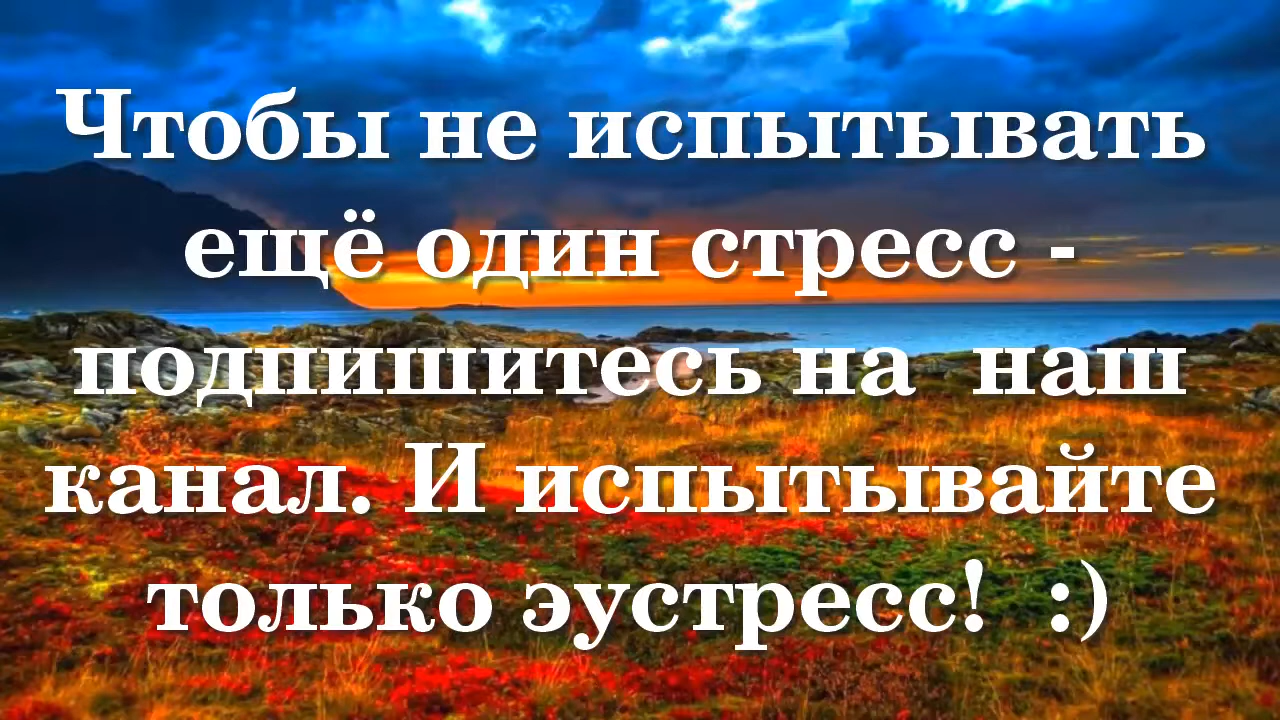 Чтобы не испытывать
ещё один стресс -
подпишитесь на  наш
канал. И испытывайте
только эустресс!  :)